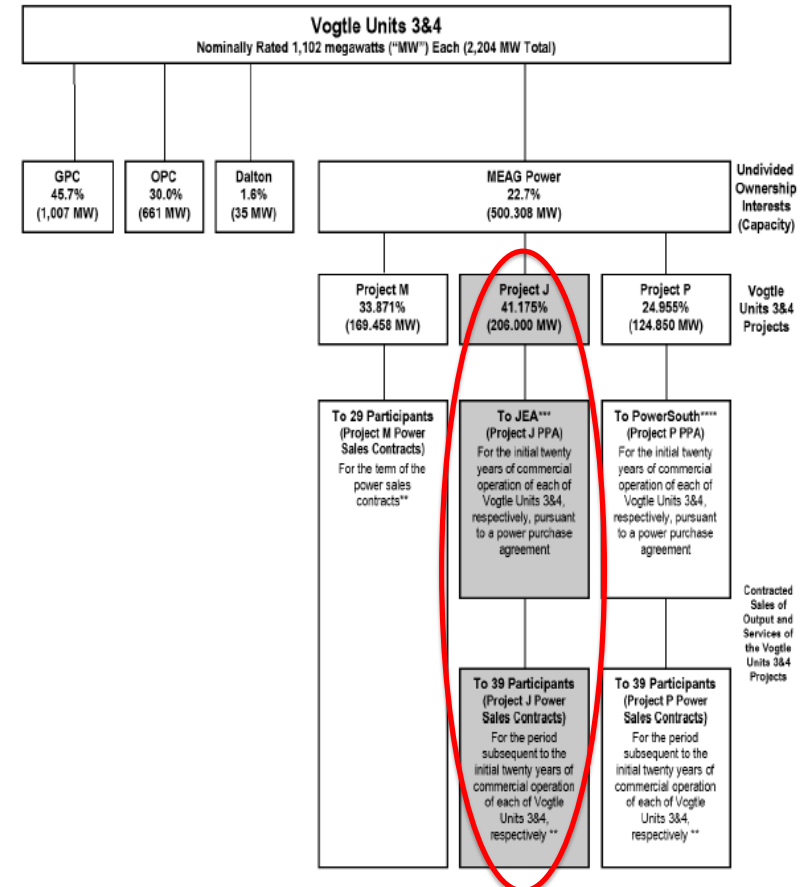 Vogtle Units 3&4
Nominally Rated 1,102 megawatts (“MW”) Each (2,204 MW Total)
GPC
45.7%
(1,007 MW)
OPC
30.0%
(661 MW)
Dalton
1.6%
(35 MW)
MEAG Power
22.7%
(500.308 MW)
Undivided
Ownership
Interests
(Capacity)
Project M
33.871%
(169.458 MW)
Project J
41.175%
(206.000 MW)
Project P
24.955%
(124.850 MW)
Vogtle
Units 3&4
Projects
To 29 Participants
(Project M Power
Sales Contracts)
For the term of the
power sales
contracts**
To JEA***
(Project J PPA)
For the initial twenty
years of commercial
operation of each of
Vogtle Units 3&4,
respectively, pursuant
to a power purchase
agreement
To PowerSouth****
(Project P PPA)
For the initial twenty
years of commercial
operation of each of
Vogtle Units 3&4,
respectively, pursuant
to a power purchase
agreement
Contracted
Sales of
Output and
Services of
the Vogtle
Units 3&4
Projects
To 39 Participants
(Project J Power
Sales Contracts)
For the period
subsequent to the
initial twenty years of
commercial operation
of each of Vogtle
Units 3&4,
respectively **
To 39 Participants
(Project P Power
Sales Contracts)
For the period
subsequent to the
initial twenty years of
commercial operation
of each of Vogtle
Units 3&4,
respectively **